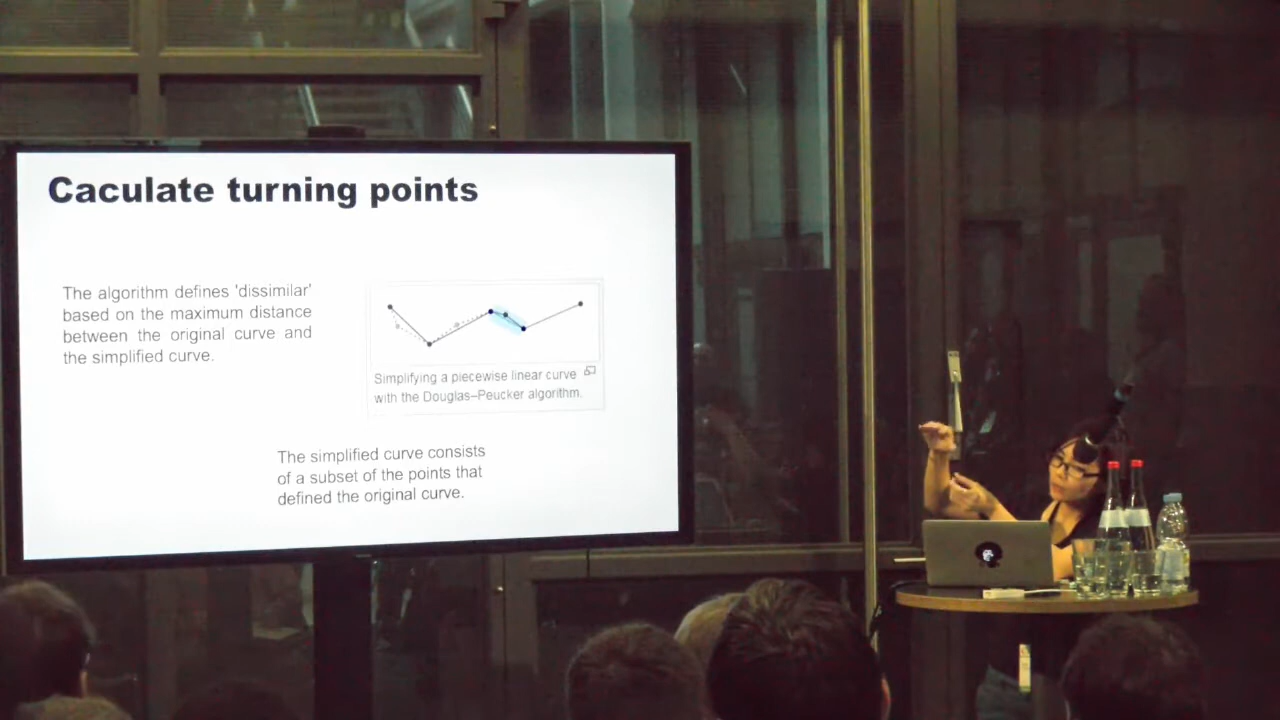 Caculate turning points
The algorithm defines 'dissimilar'
based on the maximum distance
between the original curve and
the simplified curve.
Simplifying a piecewise linear curve
with the Douglas–Peucker algorithm.
The simplified curve consists
of a subset of the points that
defined the original curve.